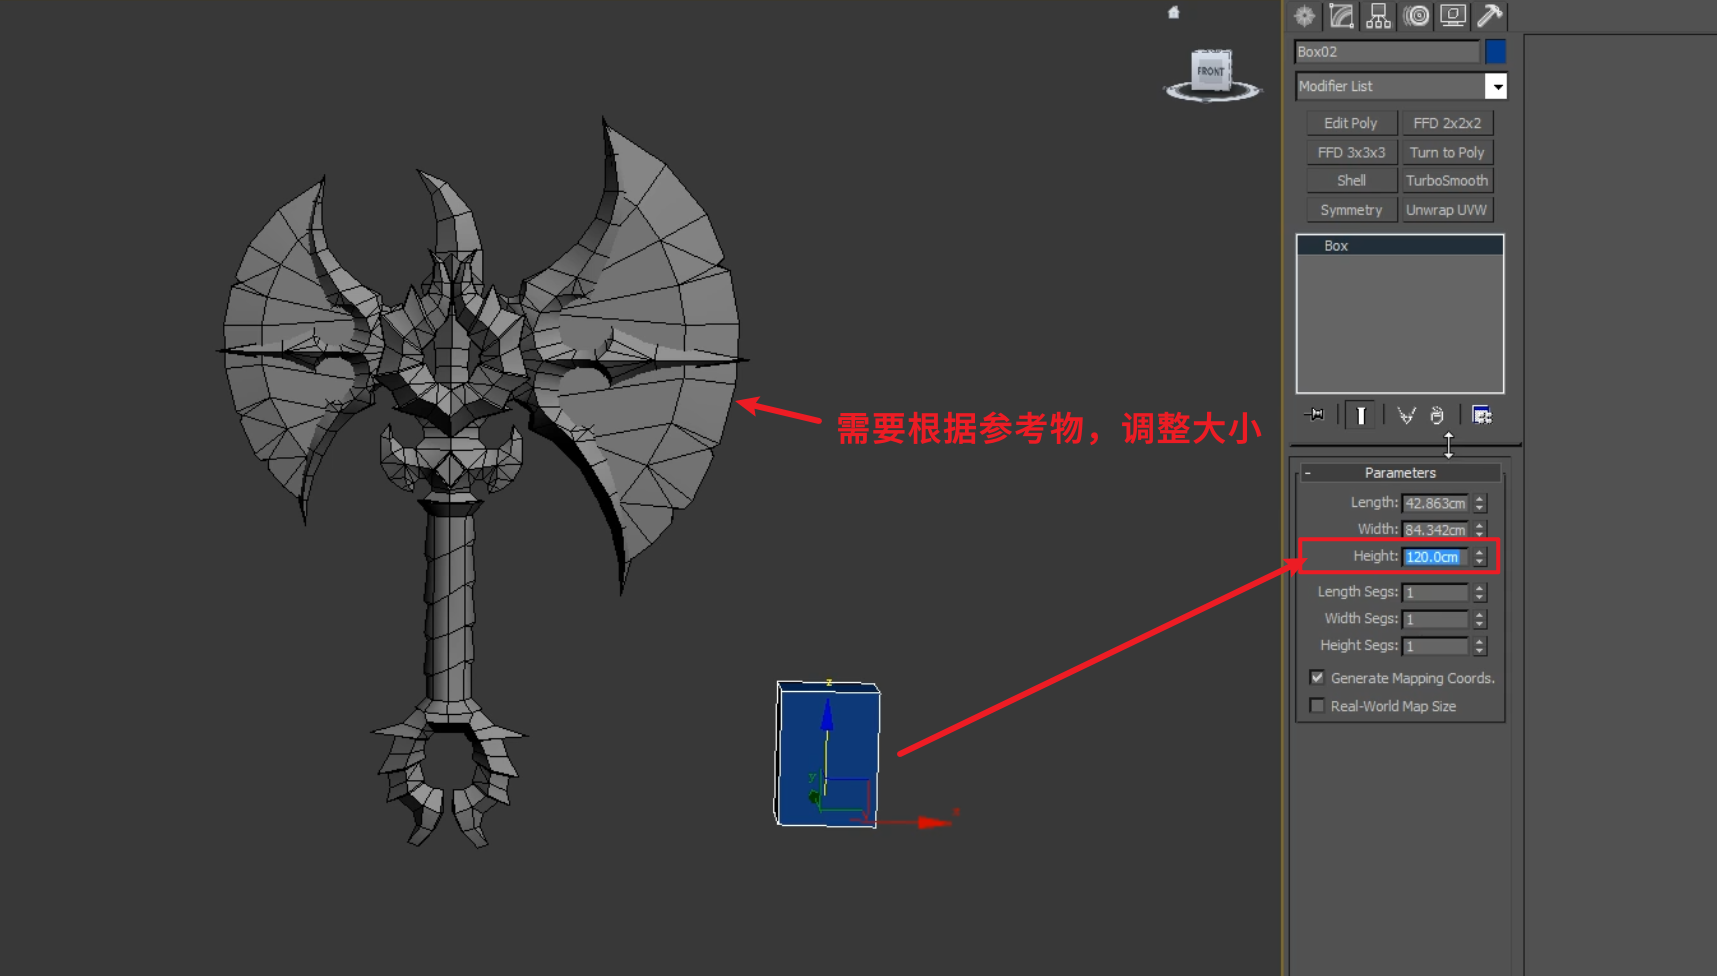 FRONT
Box02
Modifier List
Edit Poly
FFD 2x2x2
FFD 3x3x3
Turn to Poly
Shell
TurboSmooth
Symmetry
Unwrap UVW
Box
需要根据参考物，调整大小
- Parameters
Length: 42.863cm
Width: 84.342cm
Height: 120.0cm
Length Segs: 1
Width Segs: 1
Height Segs: 1
Generate Mapping Coords.
Real-World Map Size
z
y
x